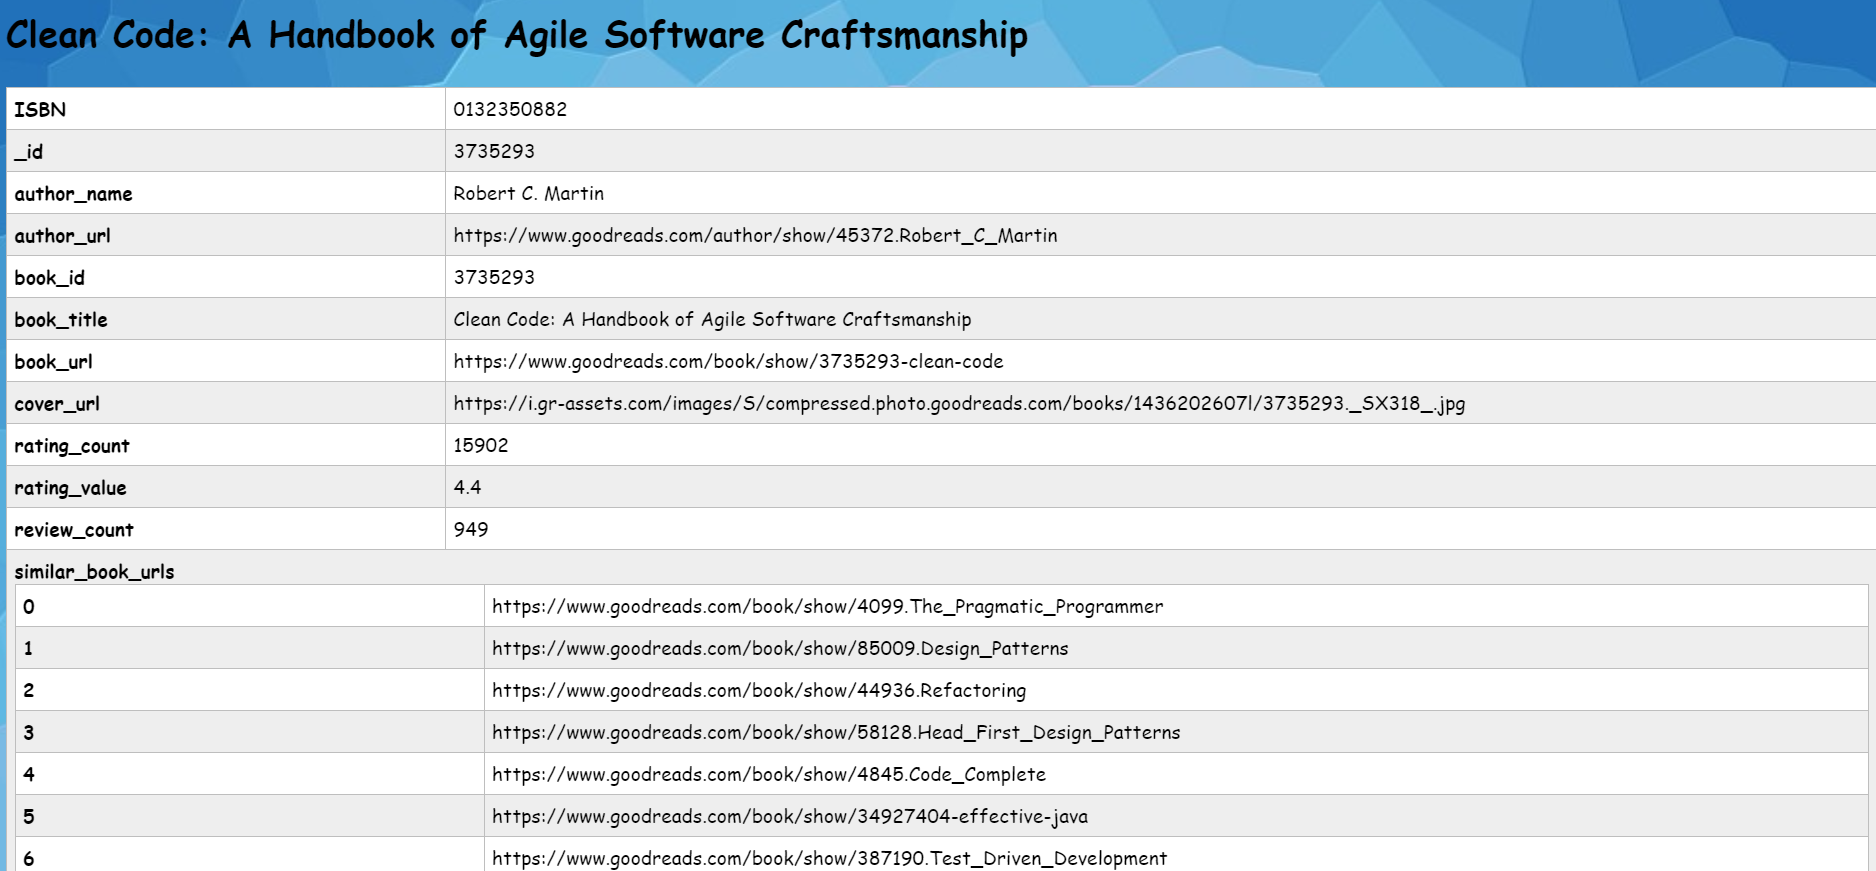 Clean Code: A Handbook of Agile Software Craftsmanship
ISBN 0132350882
_id 3735293
author_name Robert C. Martin
author_url https://www.goodreads.com/author/show/45372.Robert_C_Martin
book_id 3735293
book_title Clean Code: A Handbook of Agile Software Craftsmanship
book_url https://www.goodreads.com/book/show/3735293-clean-code
cover_url https://i.gr-assets.com/images/S/compressed.photo.goodreads.com/books/1436202607l/3735293._SX318_.jpg
rating_count 15902
rating_value 4.4
review_count 949
similar_book_urls
0 https://www.goodreads.com/book/show/4099.The_Pragmatic_Programmer
1 https://www.goodreads.com/book/show/85009.Design_Patterns
2 https://www.goodreads.com/book/show/44936.Refactoring
3 https://www.goodreads.com/book/show/58128.Head_First_Design_Patterns
4 https://www.goodreads.com/book/show/4845.Code_Complete
5 https://www.goodreads.com/book/show/34927404-effective-java
6 https://www.goodreads.com/book/show/387190.Test_Driven_Development